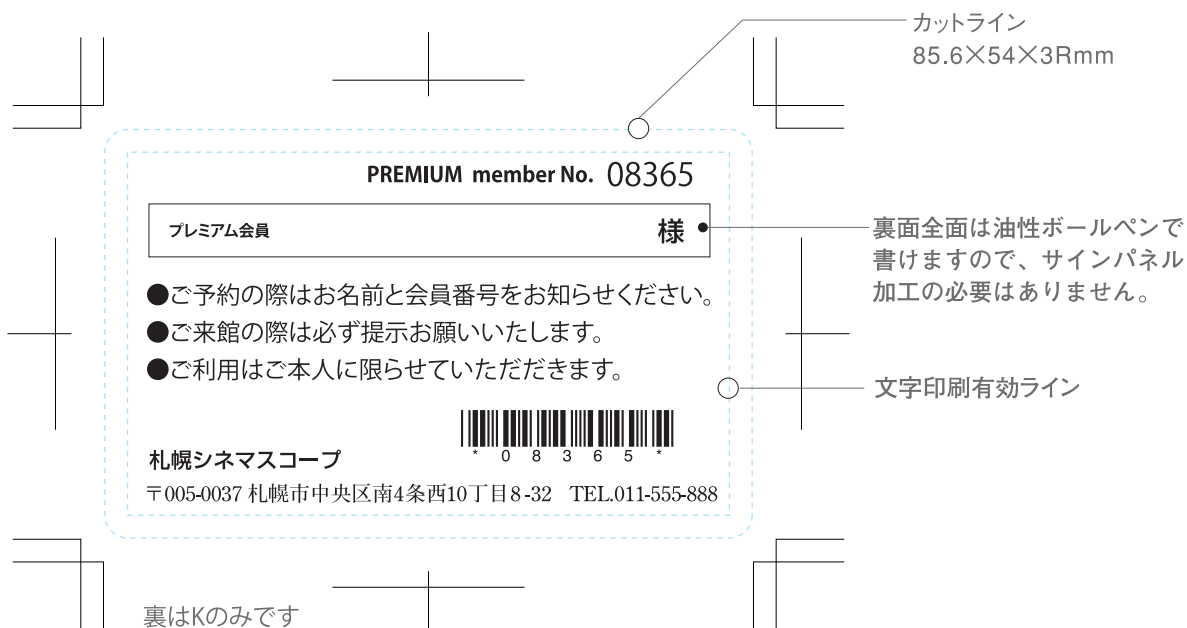 カットライン
85.6×54×3Rmm
PREMIUM member No. 08365
プレミアム会員 様
裏面全面は油性ボールペンで
書けますので、サインパネル
加工の必要はありません。
●ご予約の際はお名前と会員番号をお知らせください。
●ご来館の際は必ず提示お願いいたします。
●ご利用はご本人に限らせていただだきます。
文字印刷有効ライン
* 0 8 3 6 5 *
札幌シネマスコープ
〒005-0037 札幌市中央区南4条西10丁目8-32 TEL.011-555-888
裏はKのみです